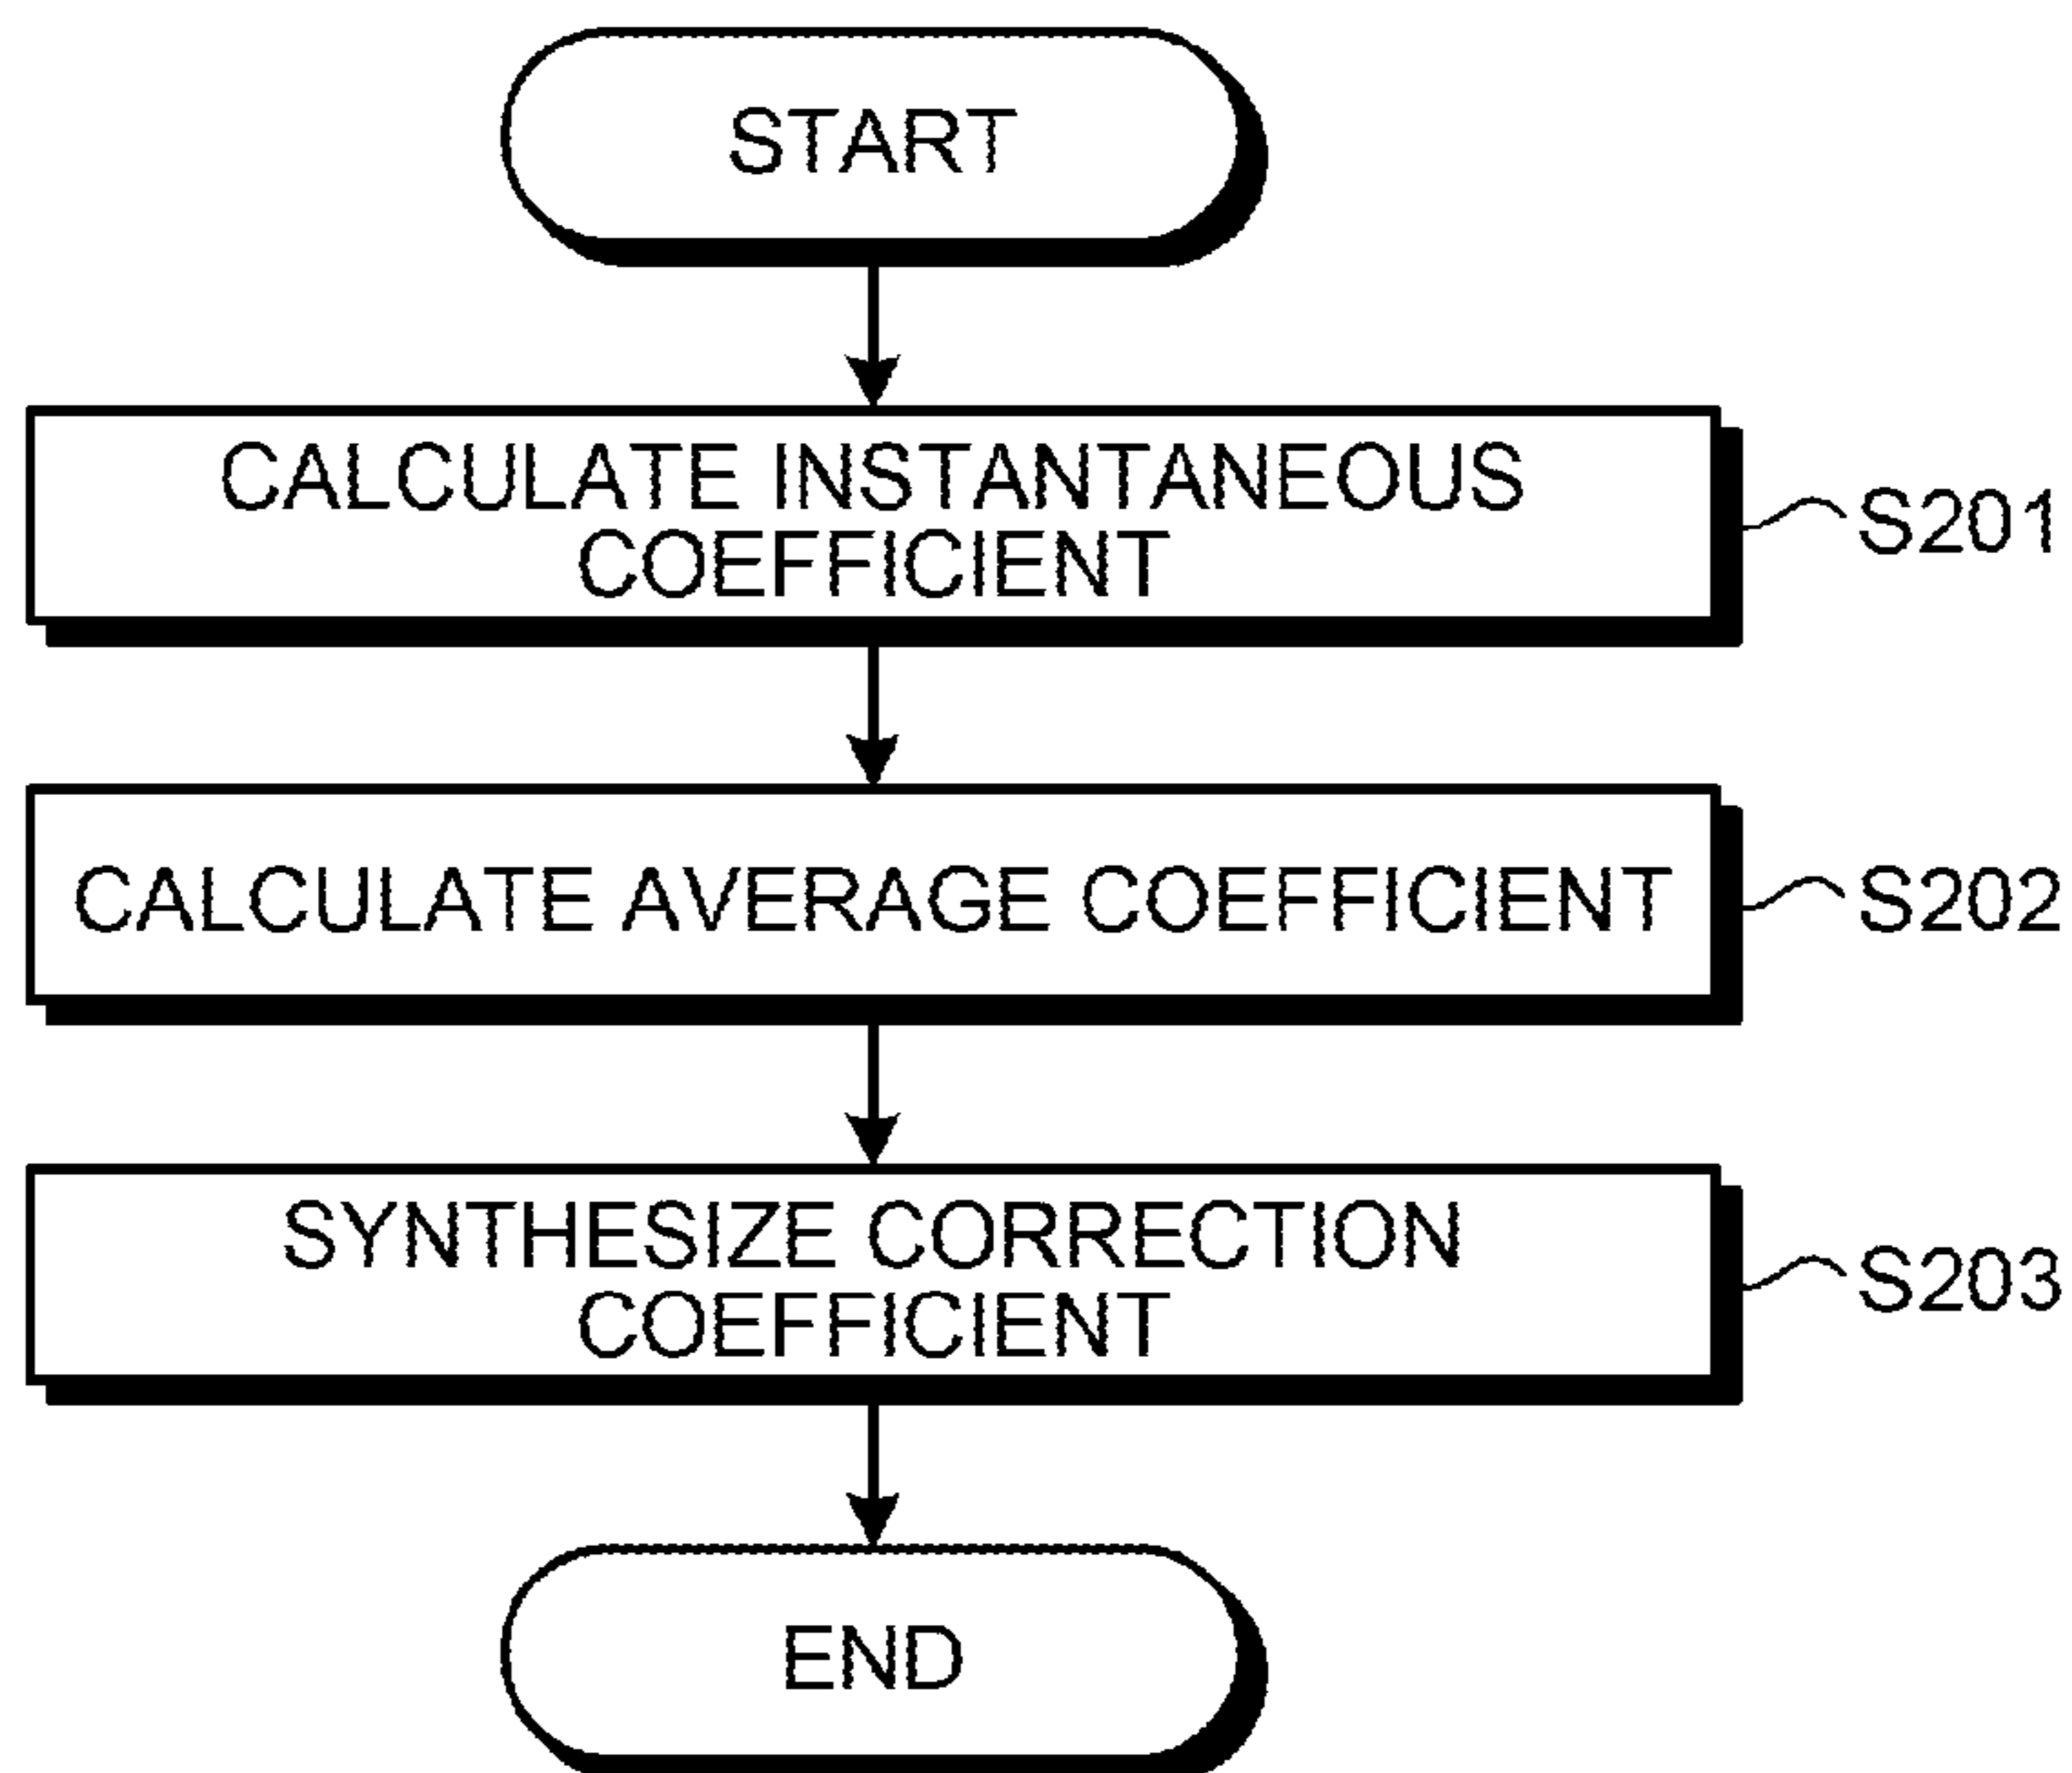 START
CALCULATE INSTANTANEOUS
COEFFICIENT
S201
CALCULATE AVERAGE COEFFICIENT
S202
SYNTHESIZE CORRECTION
COEFFICIENT
S203
END